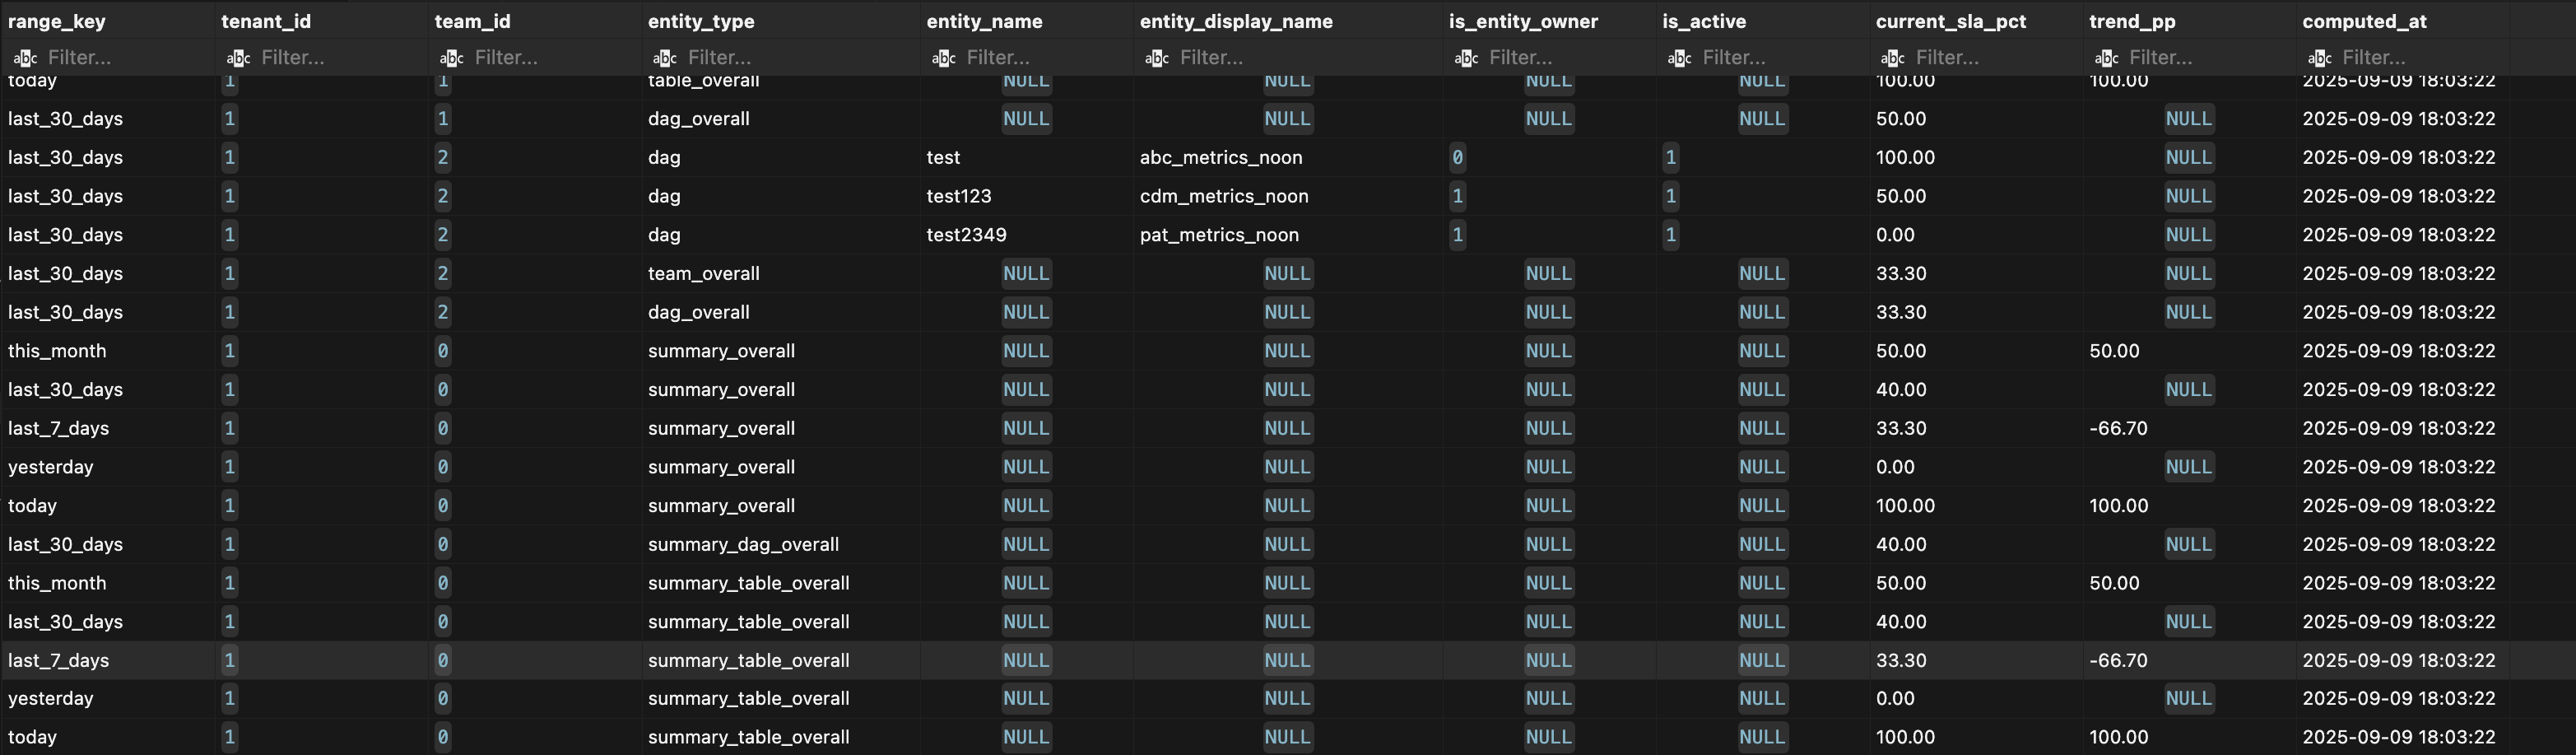 range_key tenant_id team_id entity_type entity_name entity_display_name is_entity_owner is_active current_sla_pct trend_pp computed_at
abc Filter... abc Filter... abc Filter... abc Filter... abc Filter... abc Filter... abc Filter... abc Filter... abc Filter... abc Filter... abc Filter...
today 1 1 table_overall NULL NULL NULL NULL 100.00 100.00 2025-09-09 18:03:22
last_30_days 1 1 dag_overall NULL NULL NULL NULL 50.00 NULL 2025-09-09 18:03:22
last_30_days 1 2 dag test abc_metrics_noon 0 1 100.00 NULL 2025-09-09 18:03:22
last_30_days 1 2 dag test123 cdm_metrics_noon 1 1 50.00 NULL 2025-09-09 18:03:22
last_30_days 1 2 dag test2349 pat_metrics_noon 1 1 0.00 NULL 2025-09-09 18:03:22
last_30_days 1 2 team_overall NULL NULL NULL NULL 33.30 NULL 2025-09-09 18:03:22
last_30_days 1 2 dag_overall NULL NULL NULL NULL 33.30 NULL 2025-09-09 18:03:22
this_month 1 0 summary_overall NULL NULL NULL NULL 50.00 50.00 2025-09-09 18:03:22
last_30_days 1 0 summary_overall NULL NULL NULL NULL 40.00 NULL 2025-09-09 18:03:22
last_7_days 1 0 summary_overall NULL NULL NULL NULL 33.30 -66.70 2025-09-09 18:03:22
yesterday 1 0 summary_overall NULL NULL NULL NULL 0.00 NULL 2025-09-09 18:03:22
today 1 0 summary_overall NULL NULL NULL NULL 100.00 100.00 2025-09-09 18:03:22
last_30_days 1 0 summary_dag_overall NULL NULL NULL NULL 40.00 NULL 2025-09-09 18:03:22
this_month 1 0 summary_table_overall NULL NULL NULL NULL 50.00 50.00 2025-09-09 18:03:22
last_30_days 1 0 summary_table_overall NULL NULL NULL NULL 40.00 NULL 2025-09-09 18:03:22
last_7_days 1 0 summary_table_overall NULL NULL NULL NULL 33.30 -66.70 2025-09-09 18:03:22
yesterday 1 0 summary_table_overall NULL NULL NULL NULL 0.00 NULL 2025-09-09 18:03:22
today 1 0 summary_table_overall NULL NULL NULL NULL 100.00 100.00 2025-09-09 18:03:22